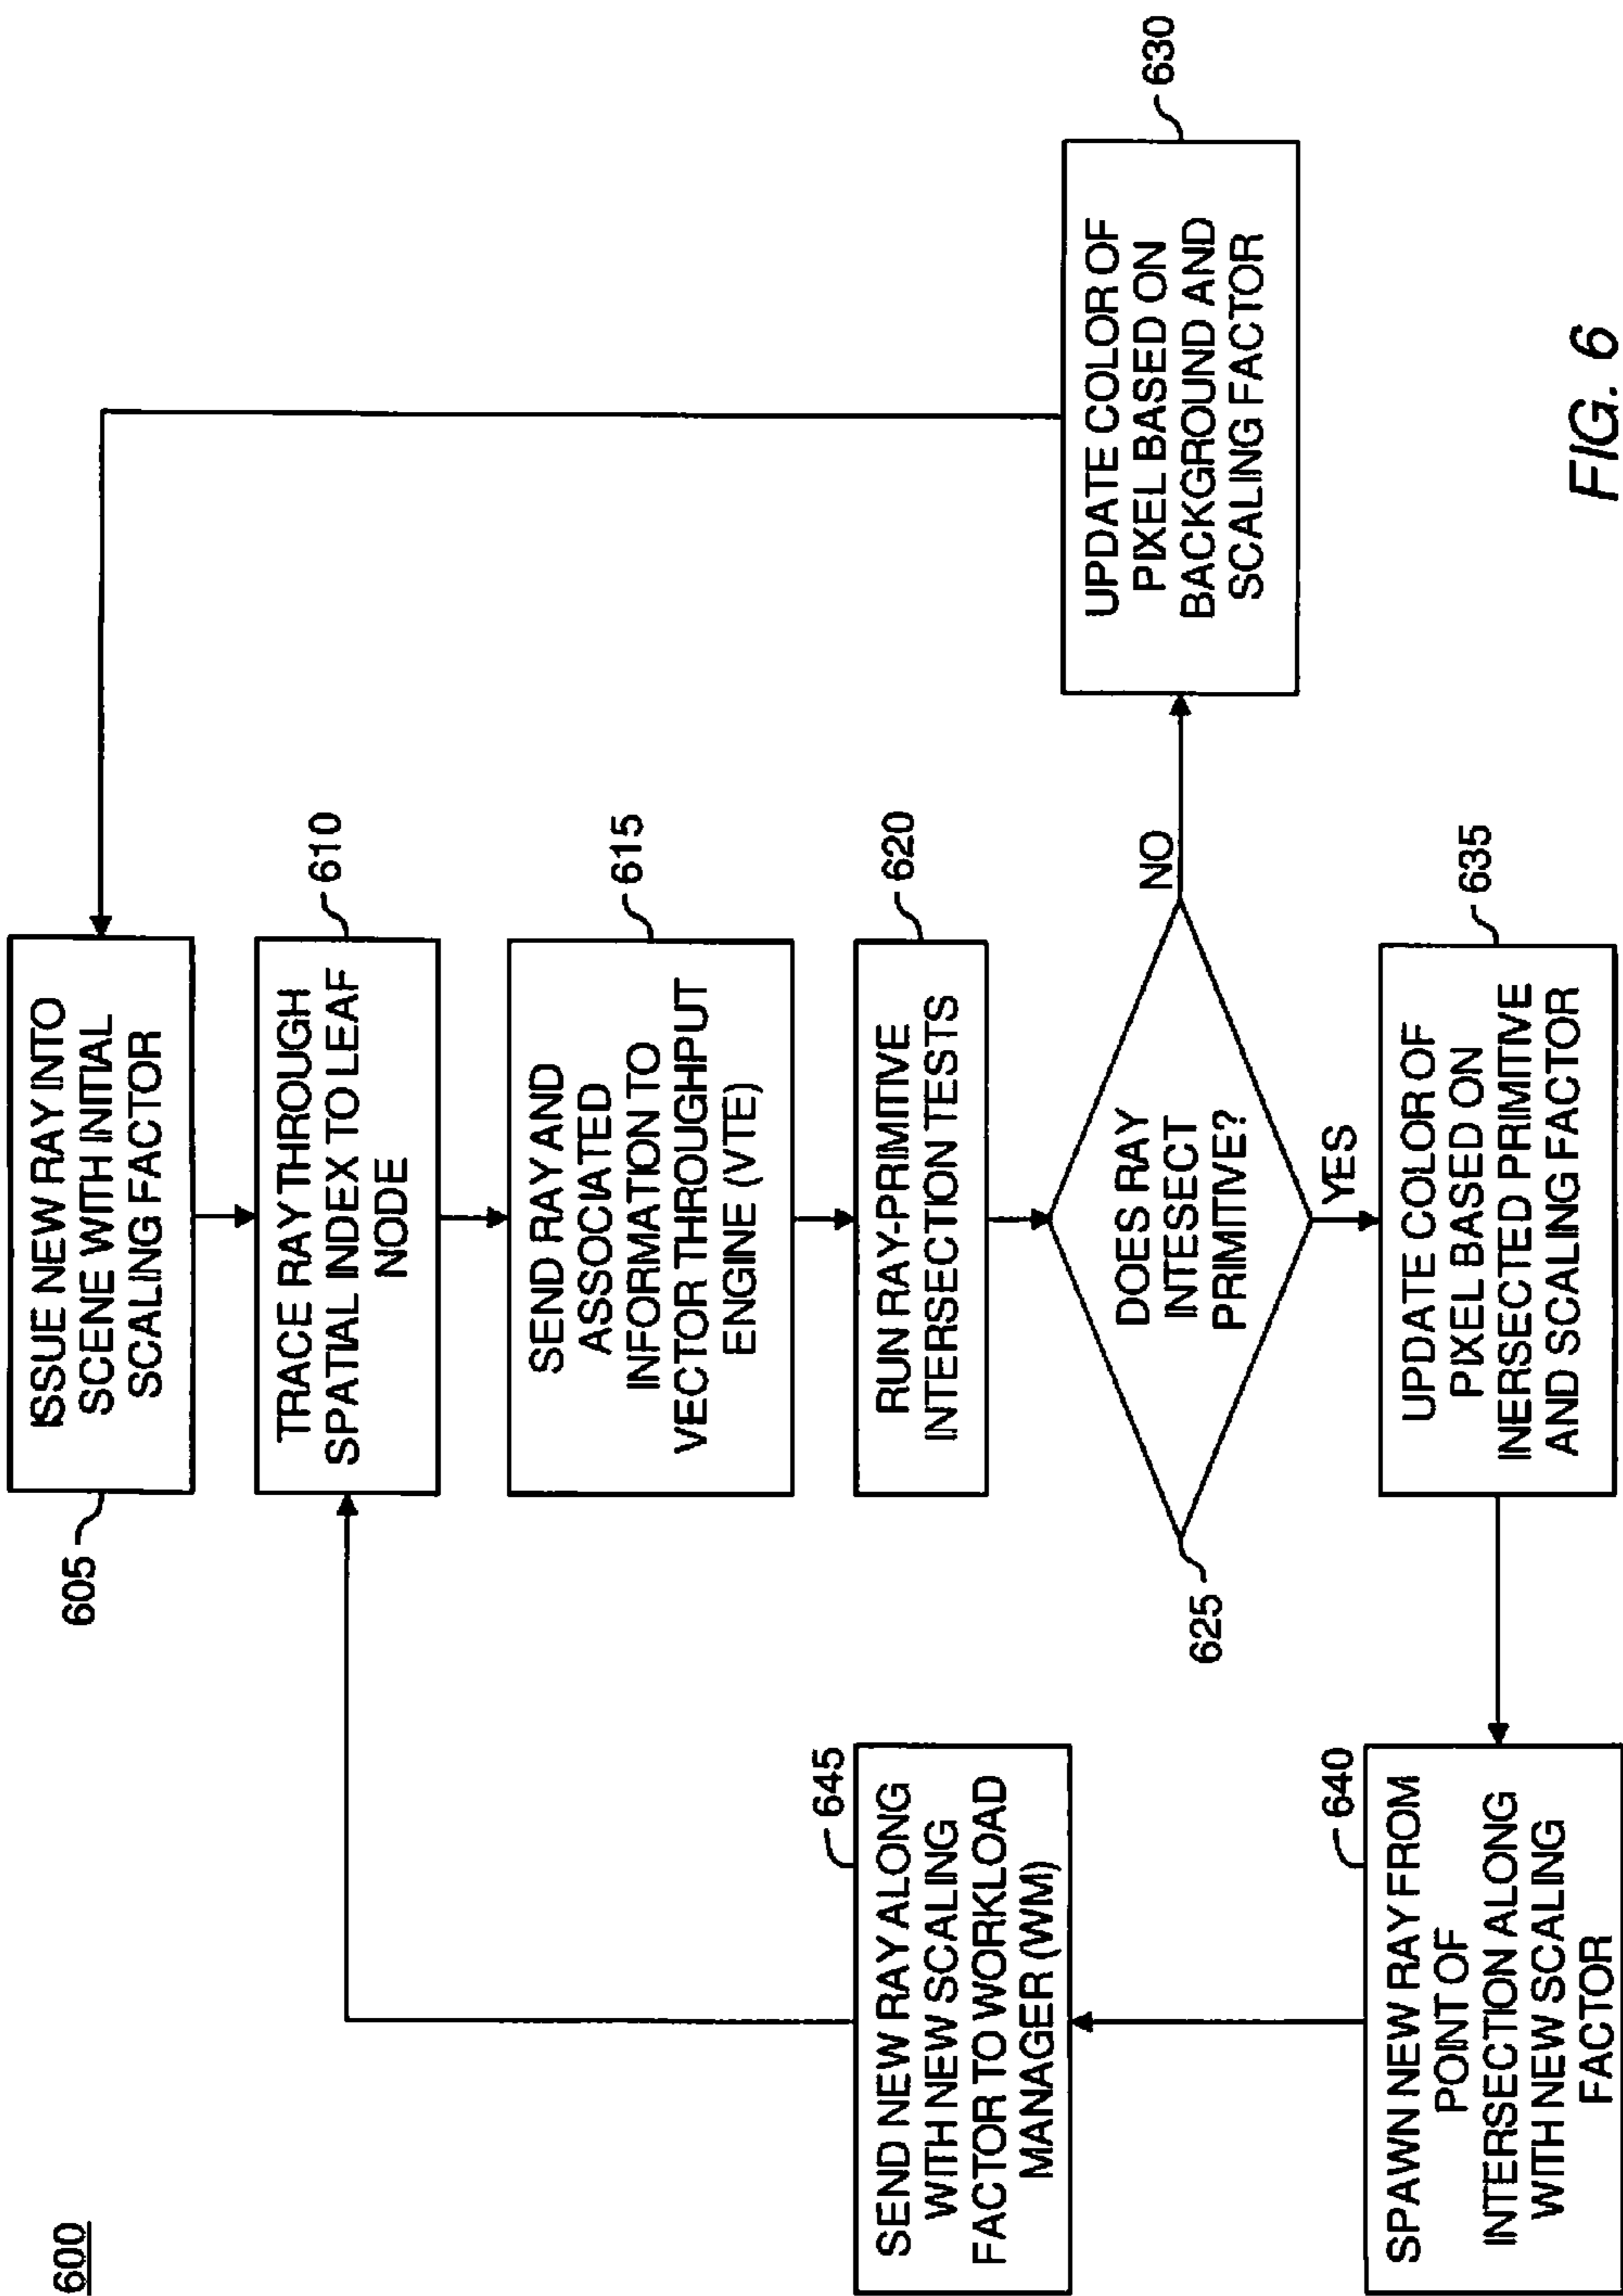 600
ISSUE NEW RAY INTO
SCENE WITH INITIAL
SCALING FACTOR
605
TRACE RAY THROUGH
SPATIAL INDEX TO LEAF
NODE
610
SEND RAY AND
ASSOCIATED
INFORMATION TO
VECTOR THROUGHPUT
ENGINE (VTE)
615
RUN RAY-PRIMITIVE
INTERSECTION TESTS
620
DOES RAY
INTESECT
PRIMITIVE?
625
NO
UPDATE COLOR OF
PIXEL BASED ON
BACKGROUND AND
SCALING FACTOR
630
YES
UPDATE COLOR OF
PIXEL BASED ON
INERSECTED PRIMITIVE
AND SCALING FACTOR
635
SPAWN NEW RAY FROM
POINT OF
INTERSECTION ALONG
WITH NEW SCALING
FACTOR
640
SEND NEW RAY ALONG
WITH NEW SCALING
FACTOR TO WORKLOAD
MANAGER (WM)
645
FIG. 6